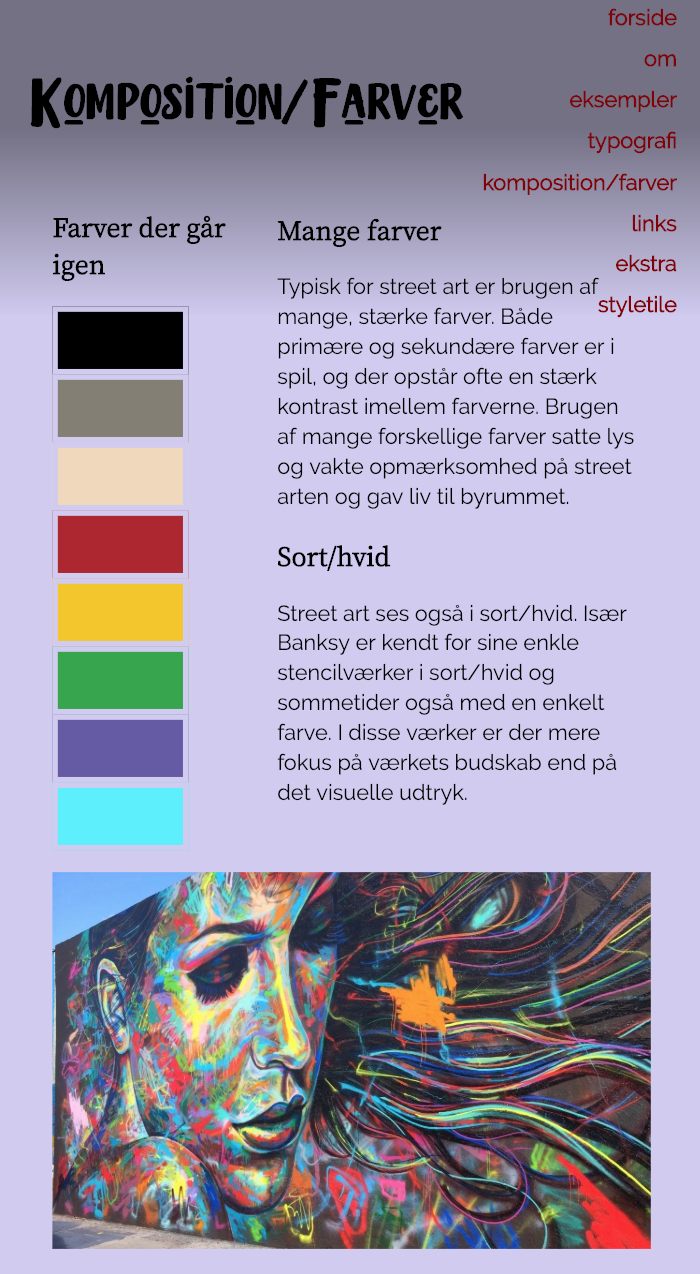 forside
om
eksempler
typografi
komposition/farver
links
ekstra
styletile
Komposition/Farver
Farver der går
igen
Mange farver
Typisk for street art er brugen af
mange, stærke farver. Både
primære og sekundære farver er i
spil, og der opstår ofte en stærk
kontrast imellem farverne. Brugen
af mange forskellige farver satte lys
og vakte opmærksomhed på street
arten og gav liv til byrummet.
Sort/hvid
Street art ses også i sort/hvid. Især
Banksy er kendt for sine enkle
stencilværker i sort/hvid og
sommetider også med en enkelt
farve. I disse værker er der mere
fokus på værkets budskab end på
det visuelle udtryk.